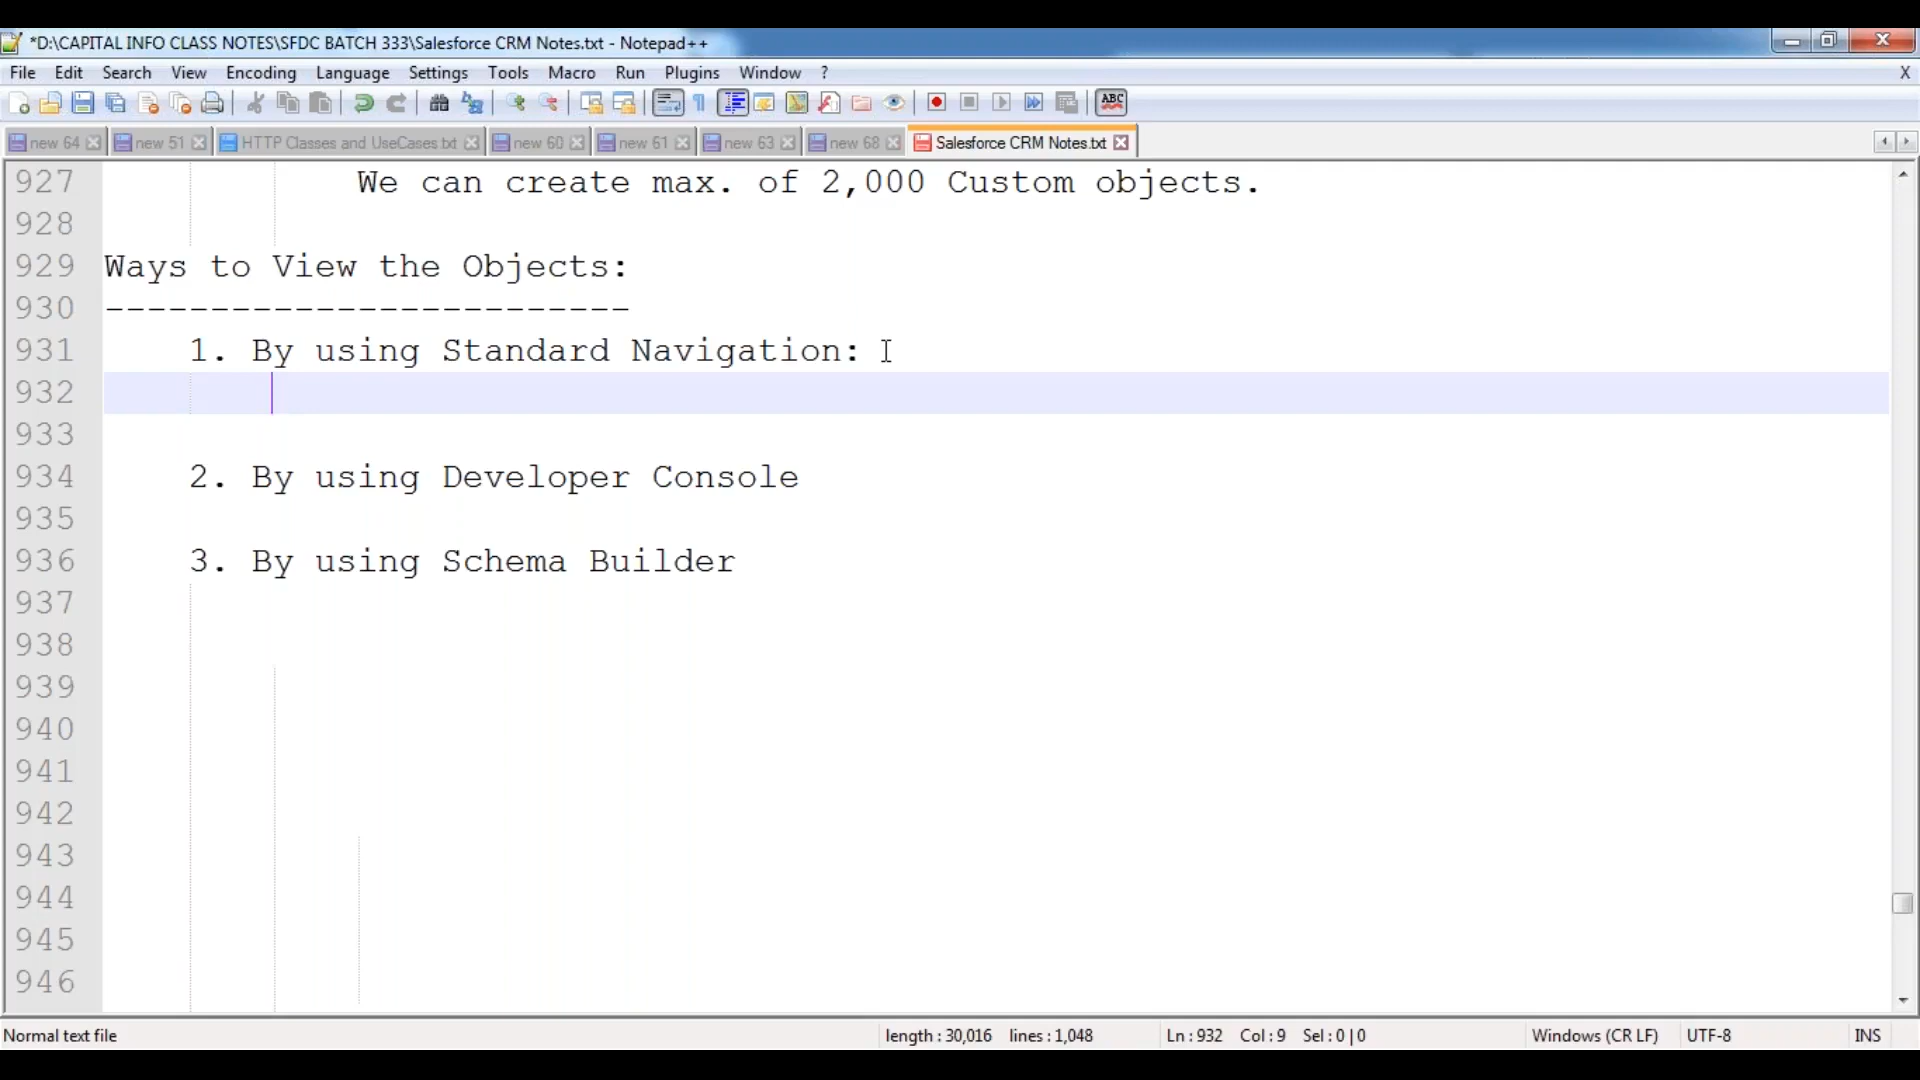 *D:\CAPITAL INFO CLASS NOTES\SFDC BATCH 333\Salesforce CRM Notes.txt - Notepad++
File Edit Search View Encoding Language Settings Tools Macro Run Plugins Window ? X
ABC
new 64 new 51 HTTP Classes and UseCases.txt new 60 new 61 new 63 new 68 Salesforce CRM Notes.txt
927 We can create max. of 2,000 Custom objects.
928
929 Ways to View the Objects:
930 -------------------------
931 1. By using Standard Navigation:
932
933
934 2. By using Developer Console
935
936 3. By using Schema Builder
937
938
939
940
941
942
943
944
945
946
Normal text file length : 30,016 lines : 1,048 Ln : 932 Col : 9 Sel : 0 | 0 Windows (CR LF) UTF-8 INS